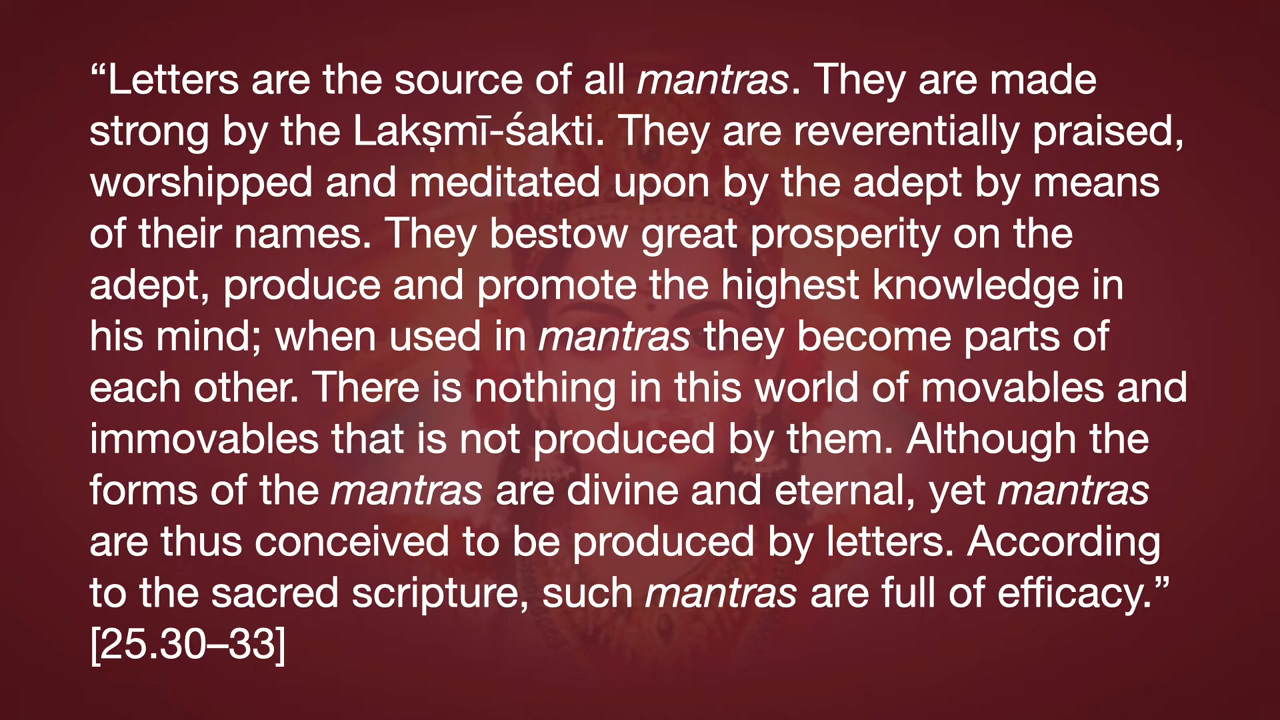 “Letters are the source of all mantras. They are made
strong by the Lakṣmī-śakti. They are reverentially praised,
worshipped and meditated upon by the adept by means
of their names. They bestow great prosperity on the
adept, produce and promote the highest knowledge in
his mind; when used in mantras they become parts of
each other. There is nothing in this world of movables and
immovables that is not produced by them. Although the
forms of the mantras are divine and eternal, yet mantras
are thus conceived to be produced by letters. According
to the sacred scripture, such mantras are full of efficacy.”
[25.30–33]